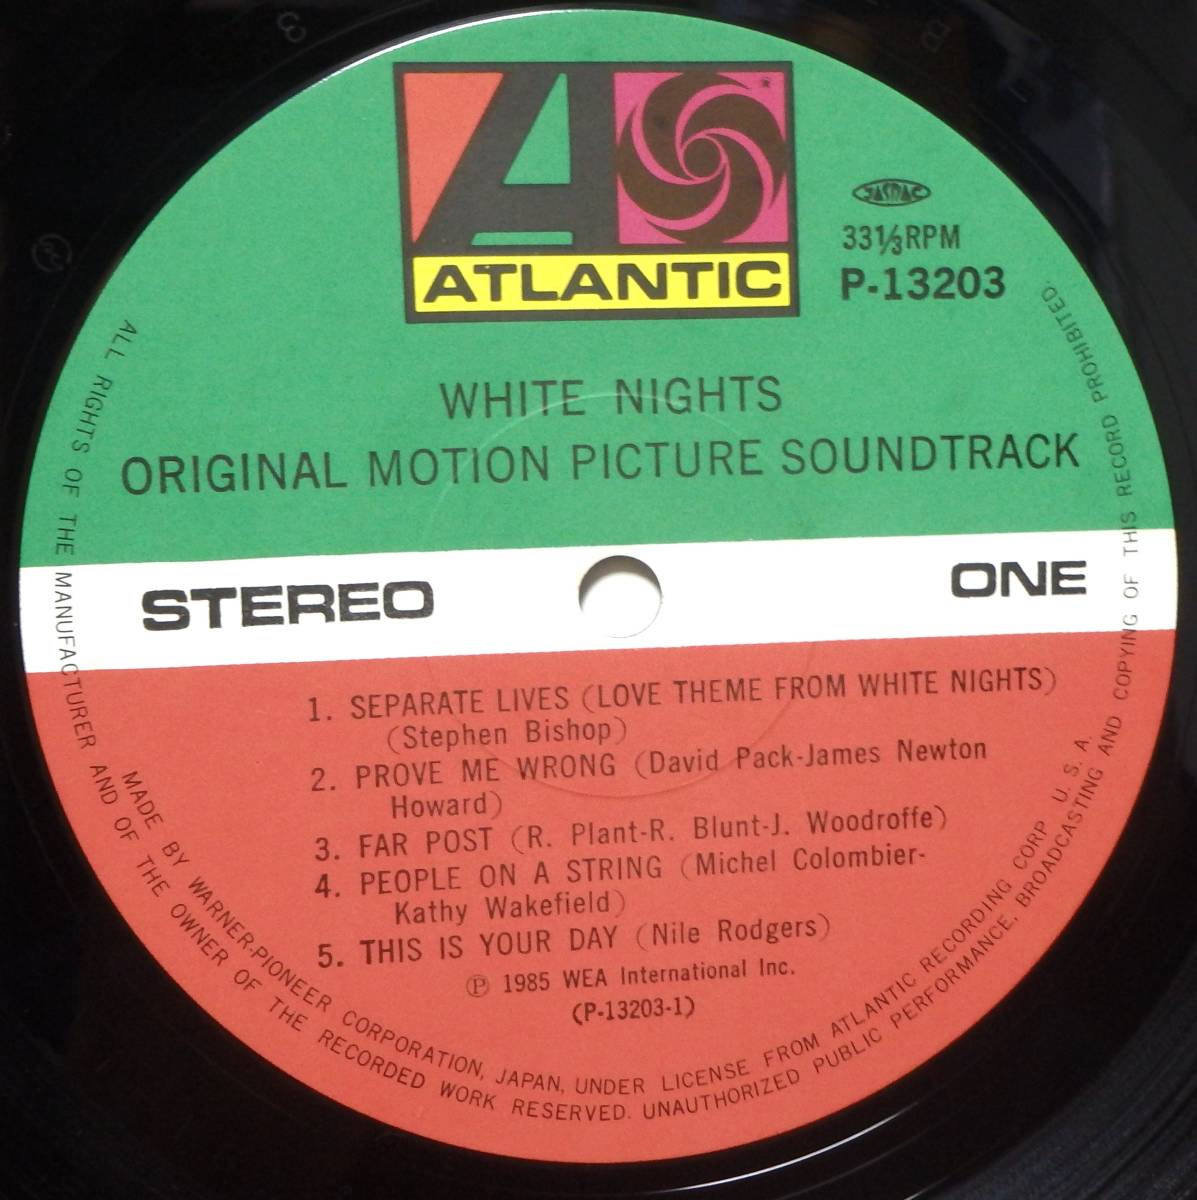 ATLANTIC
JASRAC
33⅓RPM
P-13203
WHITE NIGHTS
ORIGINAL MOTION PICTURE SOUNDTRACK
STEREO
ONE
1. SEPARATE LIVES (LOVE THEME FROM WHITE NIGHTS)
(Stephen Bishop)
2. PROVE ME WRONG (David Pack-James Newton
Howard)
3. FAR POST (R. Plant-R. Blunt-J. Woodroffe)
4. PEOPLE ON A STRING (Michel Colombier-
Kathy Wakefield)
5. THIS IS YOUR DAY (Nile Rodgers)
Ⓟ 1985 WEA International Inc.
(P-13203-1)
MADE BY WARNER-PIONEER CORPORATION, JAPAN, UNDER LICENSE FROM ATLANTIC RECORDING CORP U. S. A.
ALL RIGHTS OF THE MANUFACTURER AND OF THE OWNER OF THE RECORDED WORK RESERVED. UNAUTHORIZED PUBLIC PERFORMANCE, BROADCASTING AND COPYING OF THIS RECORD PROHIBITED.